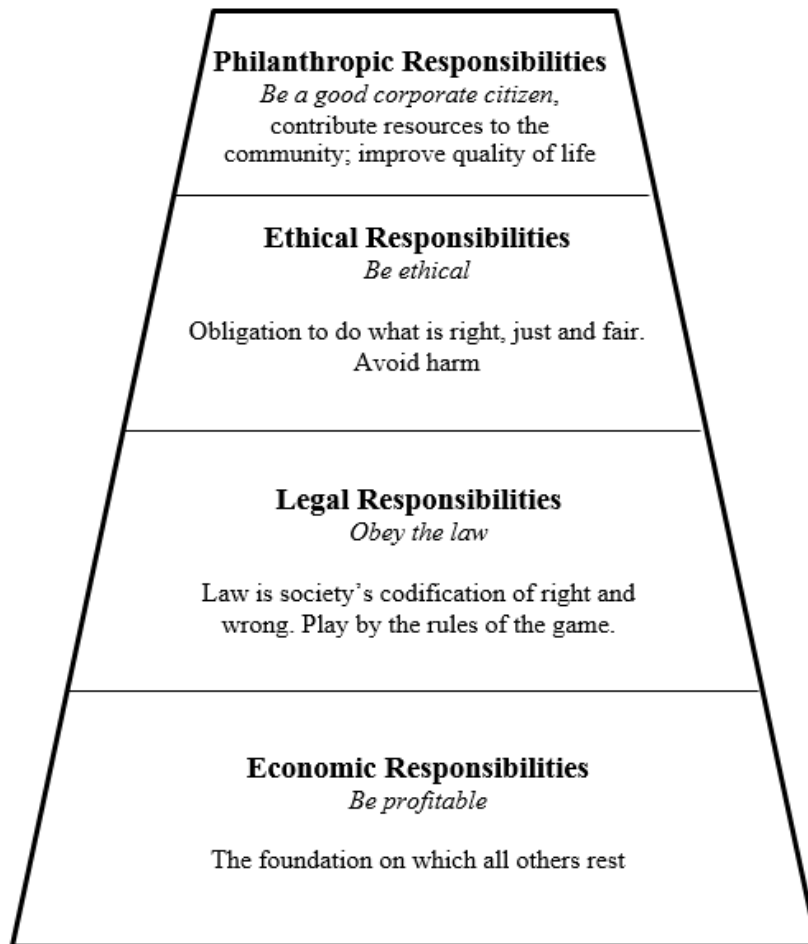 Philanthropic Responsibilities
Be a good corporate citizen,
contribute resources to the
community; improve quality of life
Ethical Responsibilities
Be ethical
Obligation to do what is right, just and fair.
Avoid harm
Legal Responsibilities
Obey the law
Law is society’s codification of right and
wrong. Play by the rules of the game.
Economic Responsibilities
Be profitable
The foundation on which all others rest